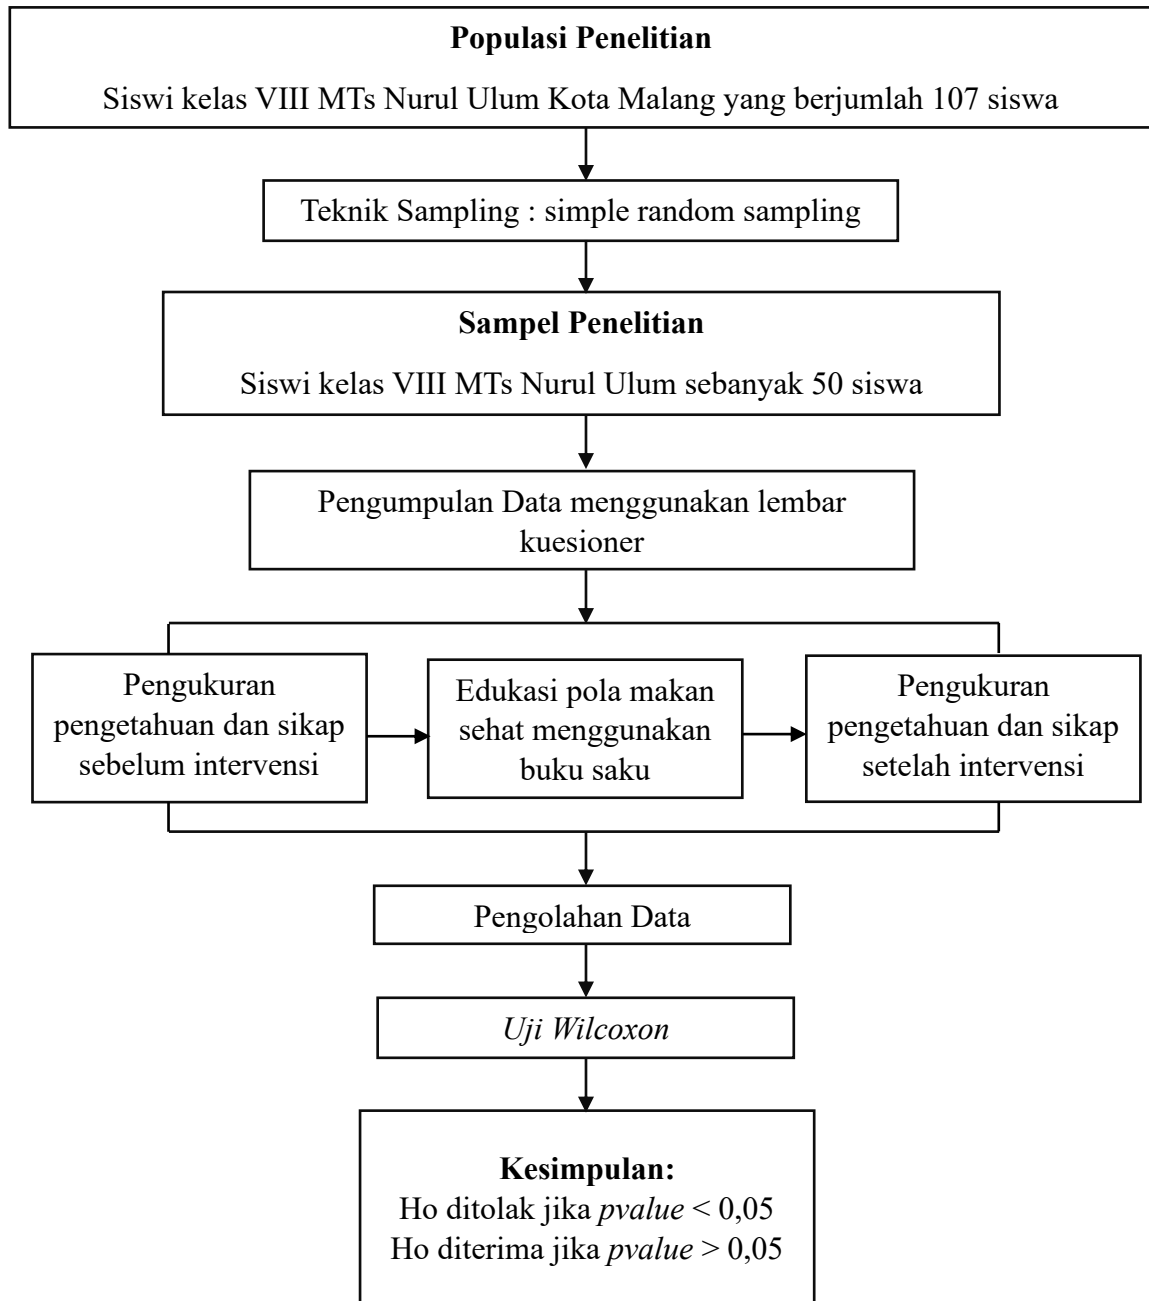 Populasi Penelitian
Siswi kelas VIII MTs Nurul Ulum Kota Malang yang berjumlah 107 siswa
Teknik Sampling : simple random sampling
Sampel Penelitian
Siswi kelas VIII MTs Nurul Ulum sebanyak 50 siswa
Pengumpulan Data menggunakan lembar
kuesioner
Pengukuran
pengetahuan dan sikap
sebelum intervensi
Edukasi pola makan
sehat menggunakan
buku saku
Pengukuran
pengetahuan dan sikap
setelah intervensi
Pengolahan Data
Uji Wilcoxon
Kesimpulan:
Ho ditolak jika pvalue < 0,05
Ho diterima jika pvalue > 0,05